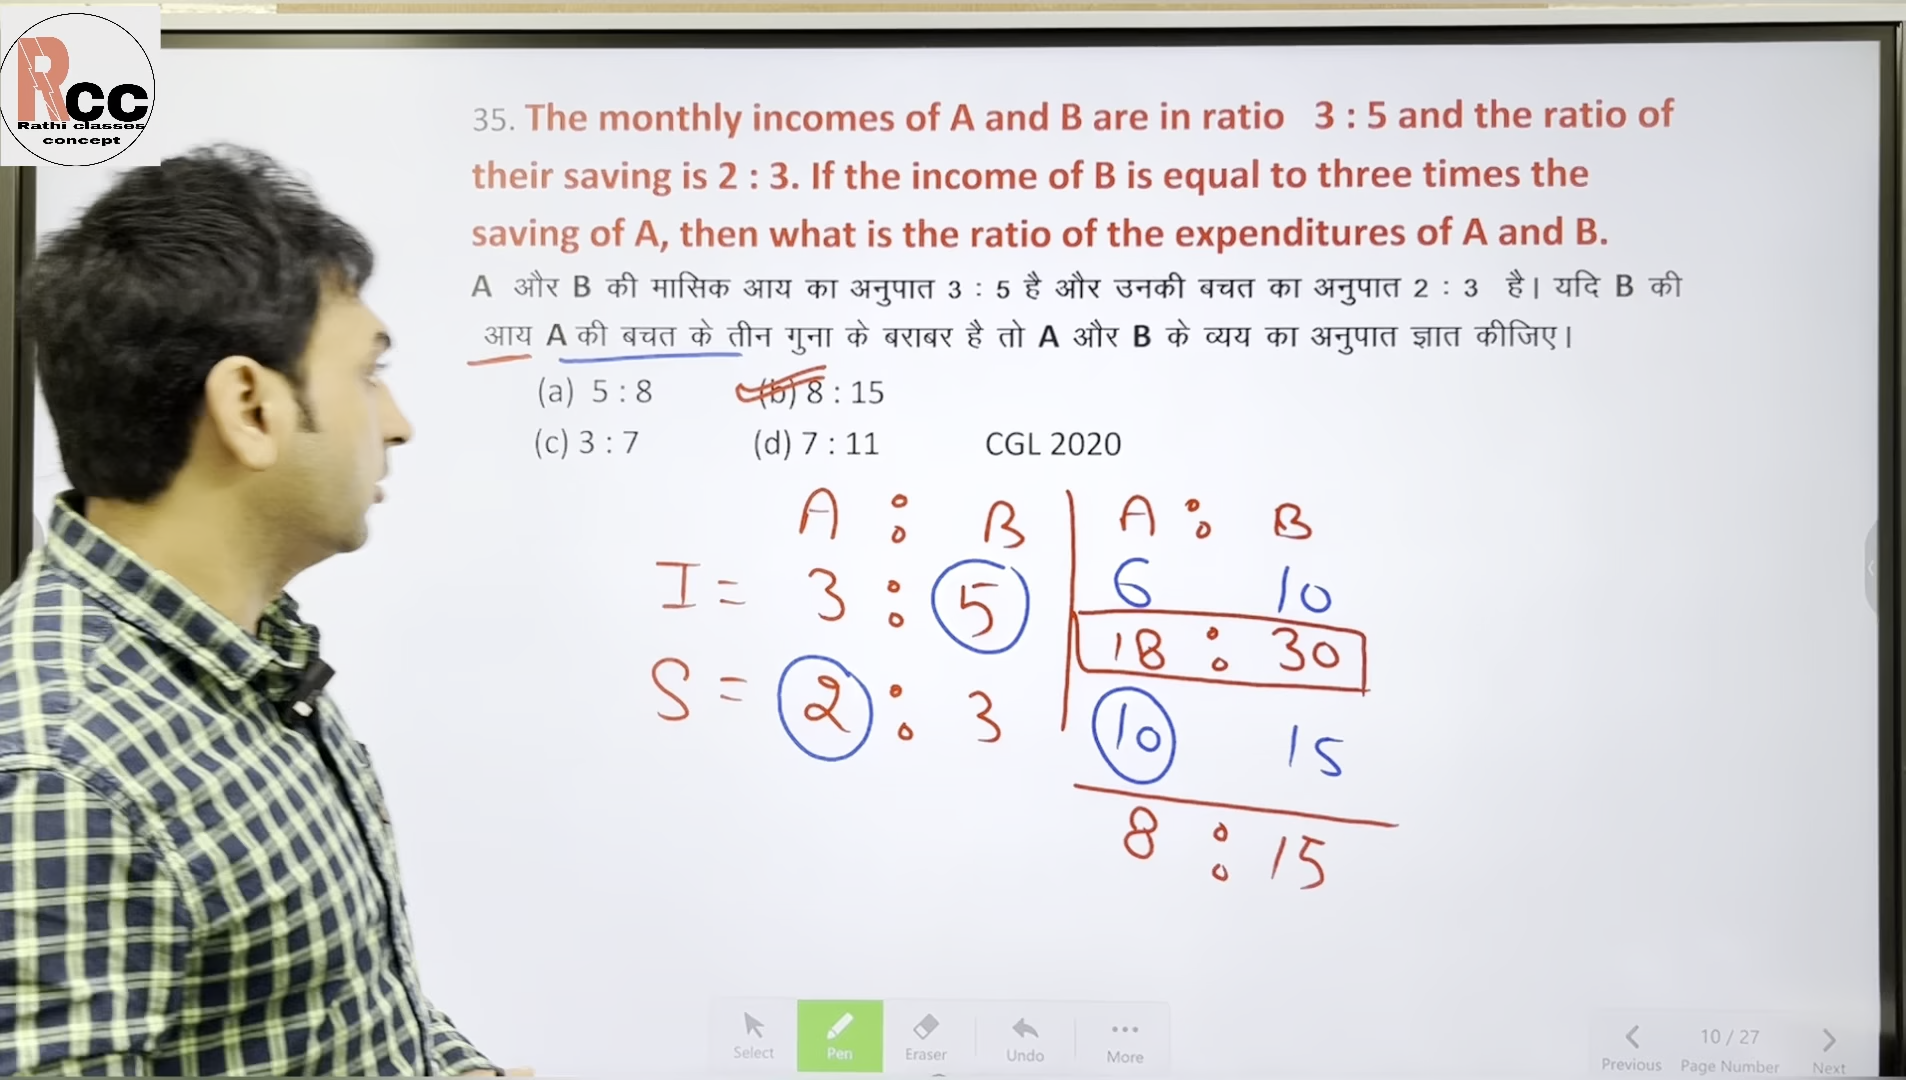 Rcc
Rathi classes
concept
35. The monthly incomes of A and B are in ratio 3 : 5 and the ratio of
their saving is 2 : 3. If the income of B is equal to three times the
saving of A, then what is the ratio of the expenditures of A and B.
A और B की मासिक आय का अनुपात 3 : 5 है और उनकी बचत का अनुपात 2 : 3 है। यदि B की
आय A की बचत के तीन गुना के बराबर है तो A और B के व्यय का अनुपात ज्ञात कीजिए।
(a) 5 : 8 (b) 8 : 15
(c) 3 : 7 (d) 7 : 11 CGL 2020
A : B A : B
I = 3 : 5 6 10
18 : 30
S = 2 : 3 10 15
8 : 15
Select Pen Eraser Undo More
10 / 27
Previous Page Number Next